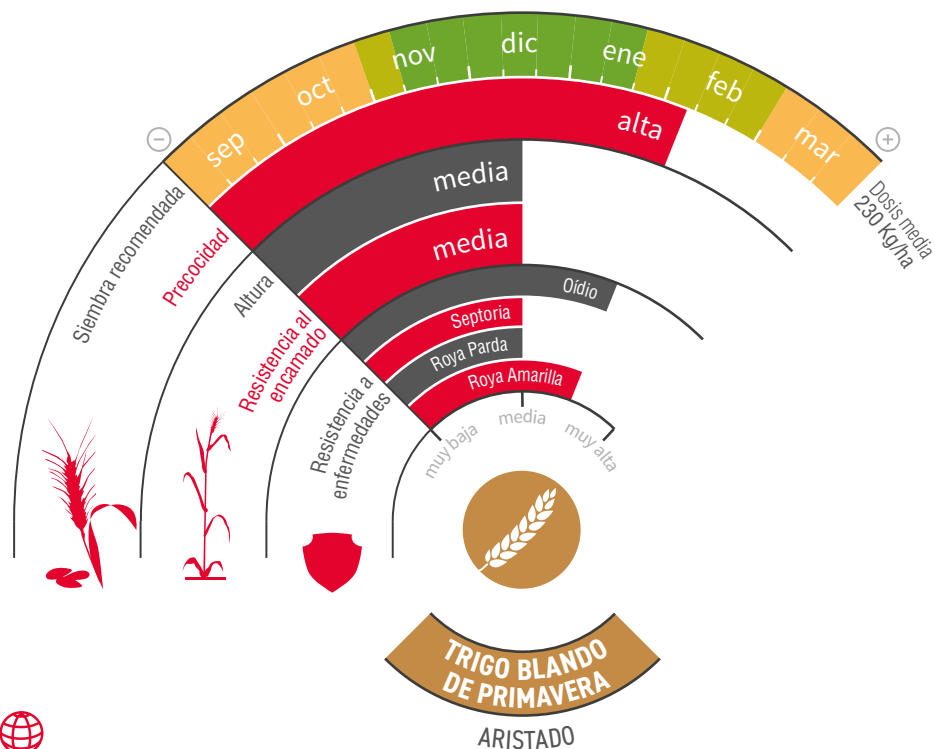 sep
oct
nov
dic
ene
feb
mar
Siembra recomendada
Dosis media
230 Kg/ha
Precocidad
alta
Altura
media
Resistencia al
encamado
media
Resistencia a
enfermedades
Oídio
Septoria
Roya Parda
Roya Amarilla
muy baja
media
muy alta
TRIGO BLANDO
DE PRIMAVERA
ARISTADO